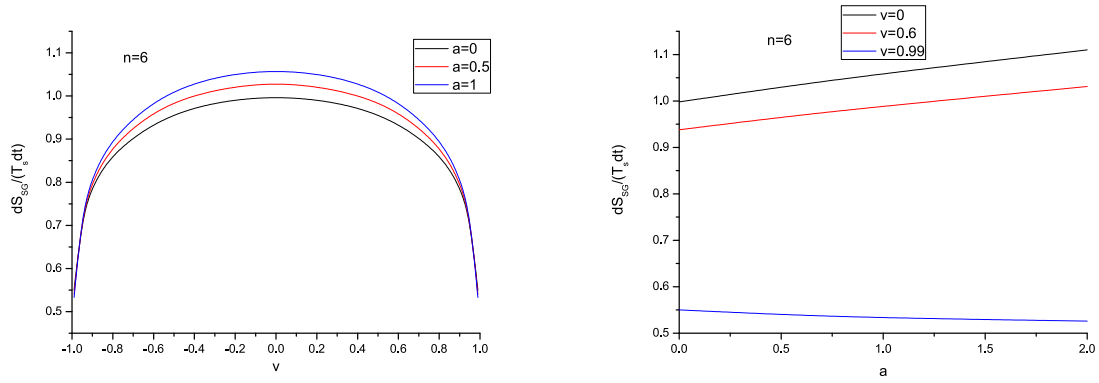 n=6
a=0
a=0.5
a=1
dS_SG/(T_s dt)
1.1
1.0
0.9
0.8
0.7
0.6
0.5
-1.0 -0.8 -0.6 -0.4 -0.2 0.0 0.2 0.4 0.6 0.8 1.0
v
v=0
v=0.6
v=0.99
n=6
dS_SG/(T_s dt)
1.1
1.0
0.9
0.8
0.7
0.6
0.5
0.0 0.5 1.0 1.5 2.0
a